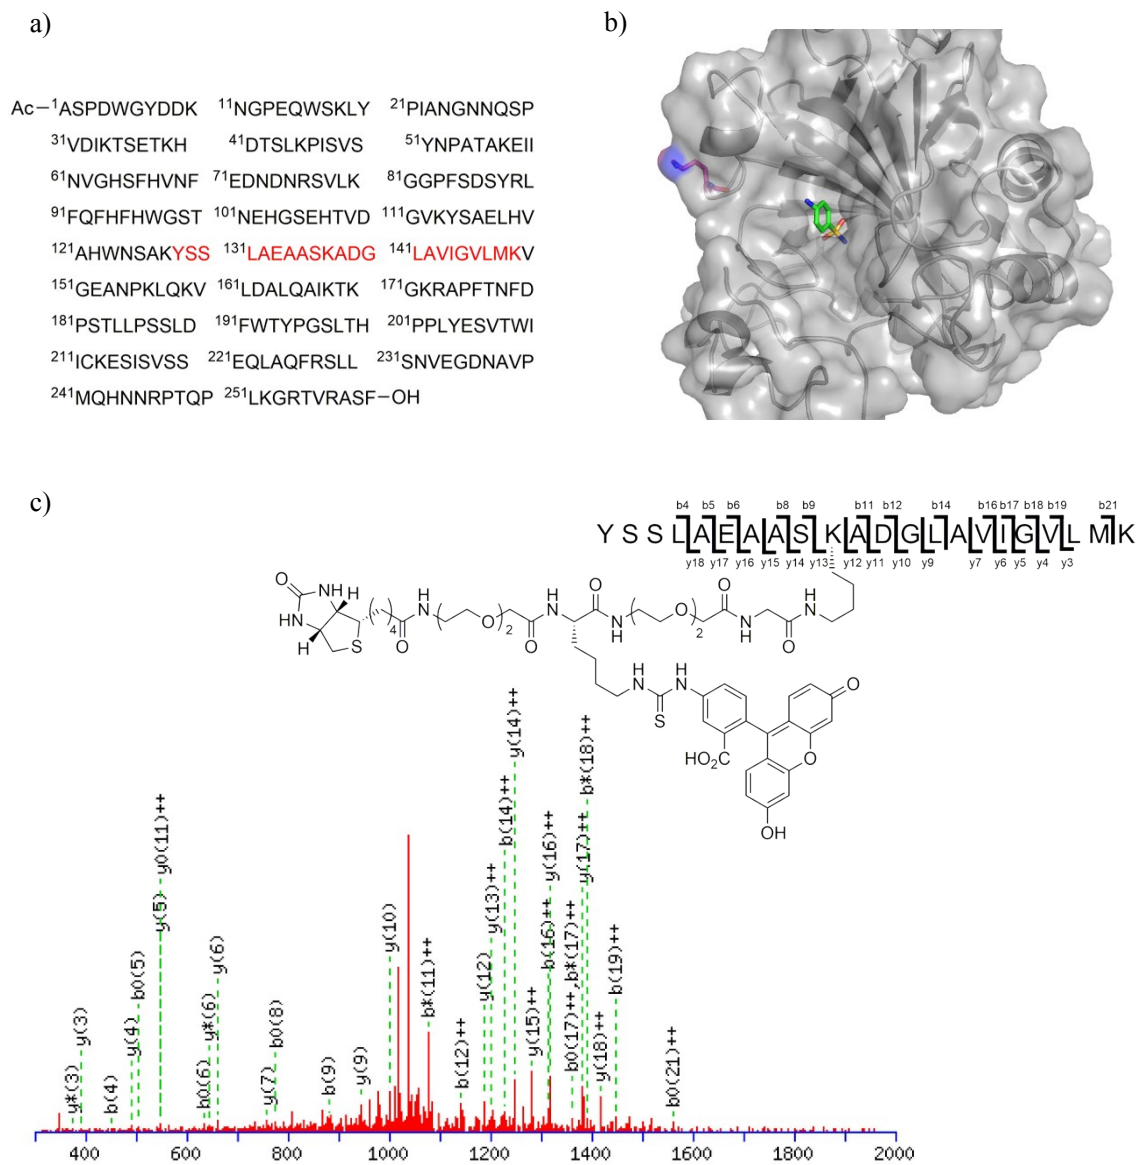 a)
b)
Ac–¹ASPDWGYDDK ¹¹NGPEQWSKLY ²¹PIANGNNQSP
³¹VDIKTSETKH ⁴¹DTSLKPISVS ⁵¹YNPATAKEII
⁶¹NVGHSFHVNF ⁷¹EDNDNRSVLK ⁸¹GGPFSDSYRL
⁹¹FQFHFHWGST ¹⁰¹NEHGSEHTVD ¹¹¹GVKYSAELHV
¹²¹AHWNSAKYSS ¹³¹LAEAASKADG ¹⁴¹LAVIGVLMKV
¹⁵¹GEANPKLQKV ¹⁶¹LDALQAIKTK ¹⁷¹GKRAPFTNFD
¹⁸¹PSTLLPSSLD ¹⁹¹FWTYPGSLTH ²⁰¹PPLYESVTWI
²¹¹ICKESISVSS ²²¹EQLAQFRSLL ²³¹SNVEGDNAVP
²⁴¹MQHNNRPTQP ²⁵¹LKGRTVRASF–OH
c)
b4 b5 b6 b8 b9 b11 b12 b14 b16 b17 b18 b19 b21
Y S S L A E A A S K A D G L A V I G V L M K
y18 y17 y16 y15 y14 y13 y12 y11 y10 y9 y7 y6 y5 y4 y3
O NH H HN H S 4 O H N O 2 O H N O N H O 2 O N H O H N
H N H N S HO₂C O O OH
y*(3)
y(3)
b(4)
y(4)
b0(5)
y(5)
y0(11)++
b0(6)
y*(6)
y(6)
y(7)
b0(8)
b(9)
y(9)
y(10)
b*(11)++
b(12)++
y(12)
y(13)++
b(14)++
y(14)++
y(15)++
b(16)++
y(16)++
b0(17)++,b*(17)++
y(17)++
b*(18)++
y(18)++
b(19)++
b0(21)++
400 600 800 1000 1200 1400 1600 1800 2000